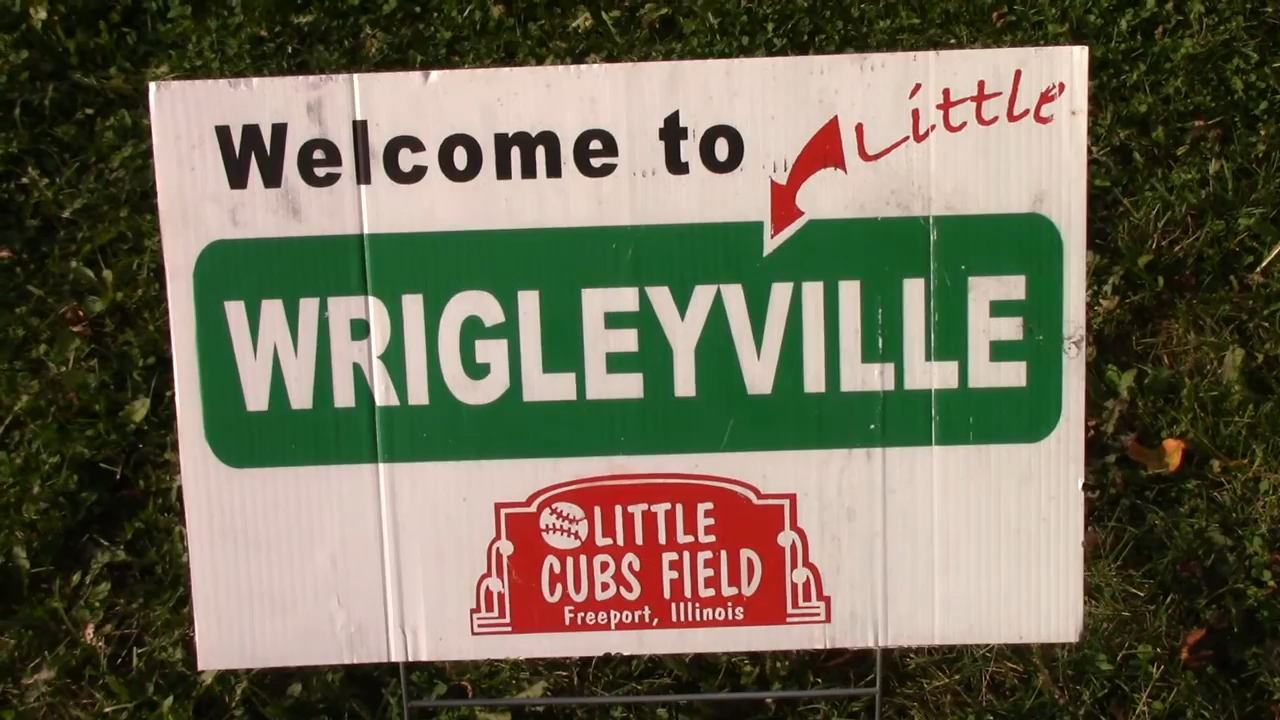 Welcome to Little
WRIGLEYVILLE
LITTLE
CUBS FIELD
Freeport, Illinois